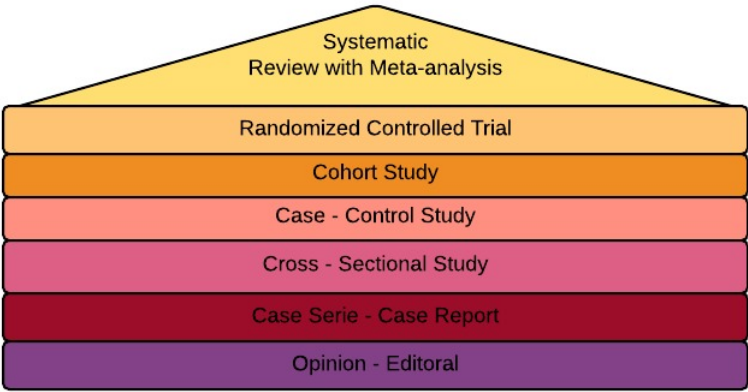 Systematic
Review with Meta-analysis
Randomized Controlled Trial
Cohort Study
Case - Control Study
Cross - Sectional Study
Case Serie - Case Report
Opinion - Editoral